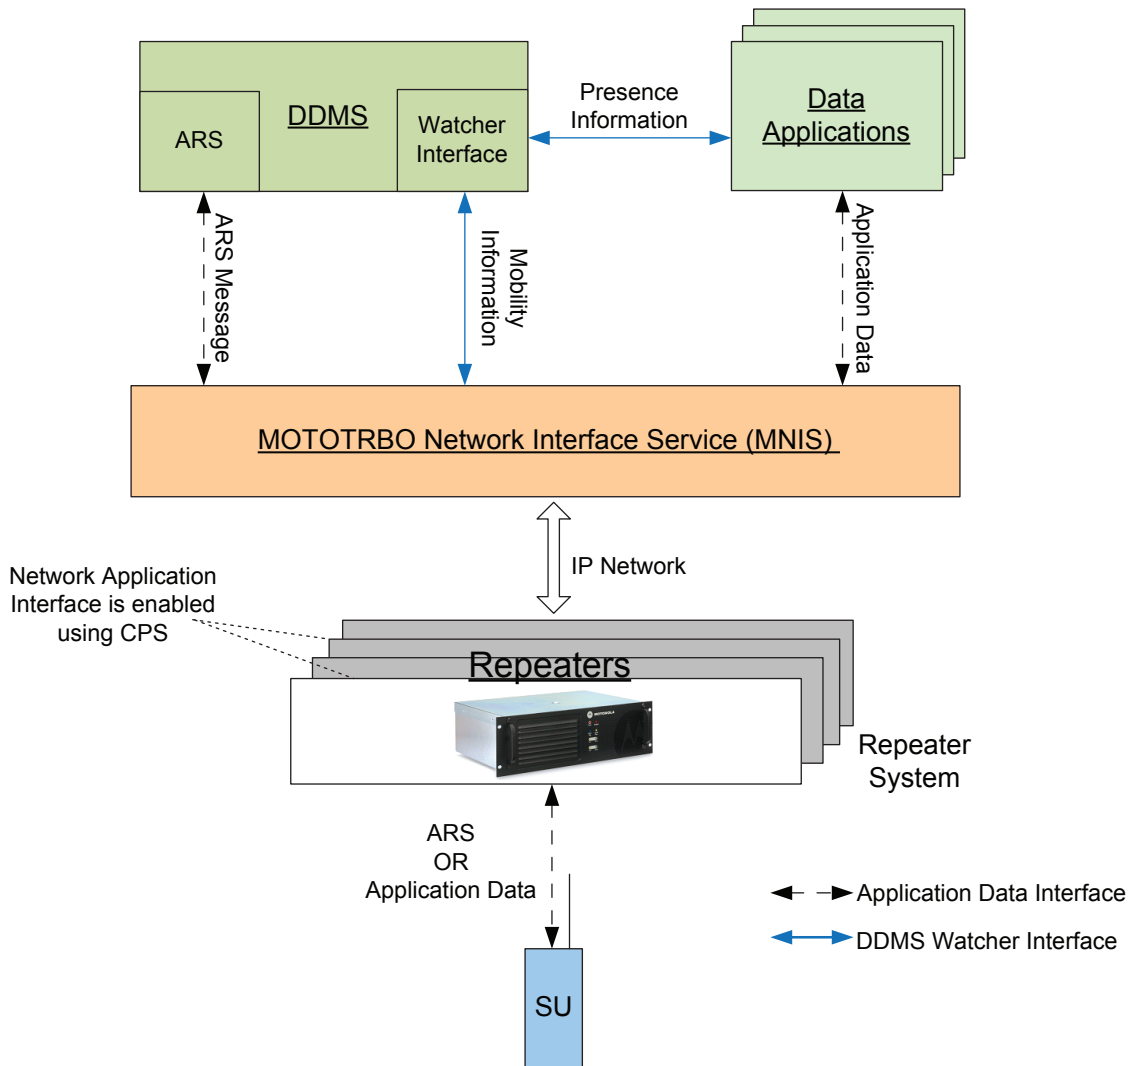 DDMS
ARS
Watcher
Interface
Presence
Information
Data
Applications
ARS Message
Mobility
Information
Application Data
MOTOTRBO Network Interface Service (MNIS)
IP Network
Network Application
Interface is enabled
using CPS
Repeaters
MOTOROLA
Repeater
System
ARS
OR
Application Data
Application Data Interface
DDMS Watcher Interface
SU